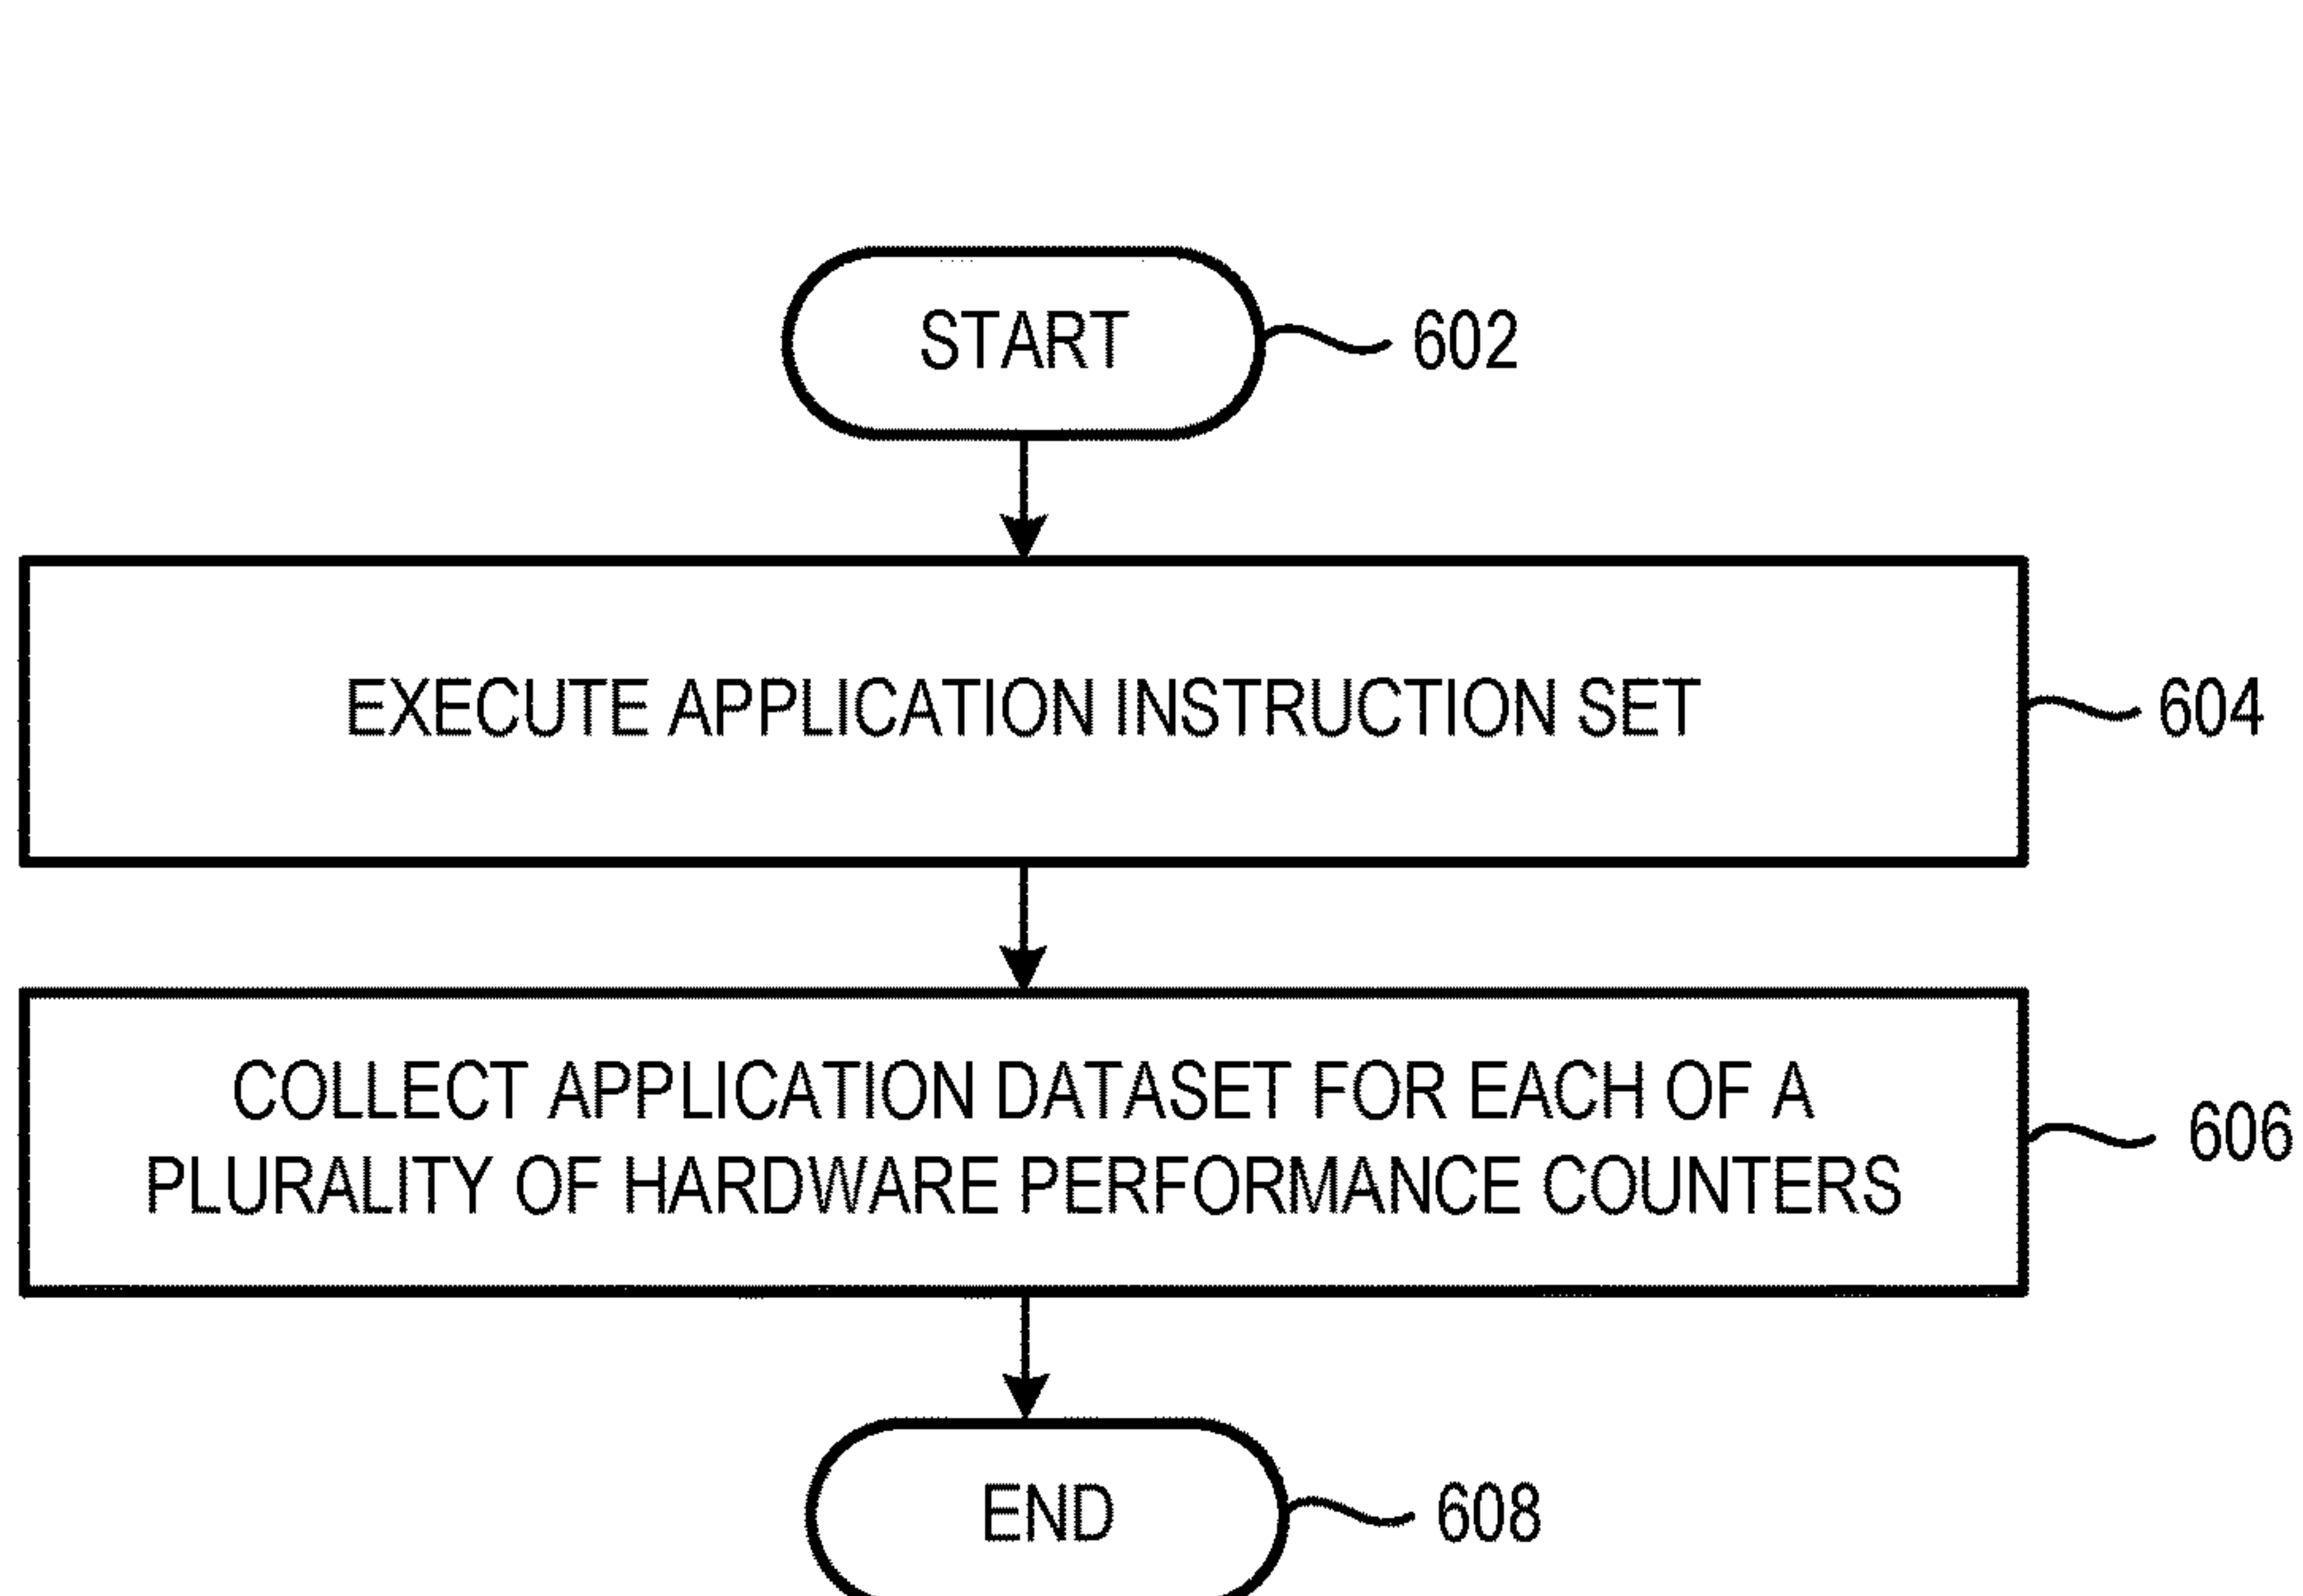 START
602
EXECUTE APPLICATION INSTRUCTION SET
604
COLLECT APPLICATION DATASET FOR EACH OF A
PLURALITY OF HARDWARE PERFORMANCE COUNTERS
606
END
608